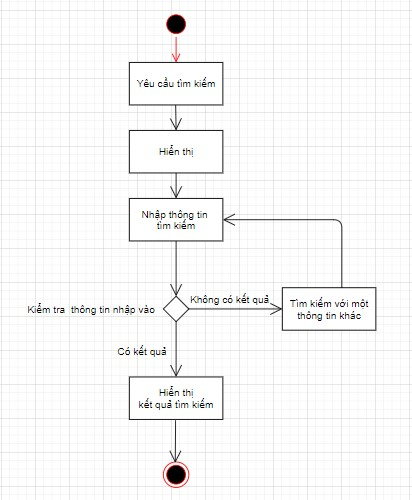 Yêu cầu tìm kiếm
Hiển thị
Nhập thông tin
tìm kiếm
Kiểm tra thông tin nhập vào
Không có kết quả
Tìm kiếm với một
thông tin khác
Có kết quả
Hiển thị
kết quả tìm kiếm